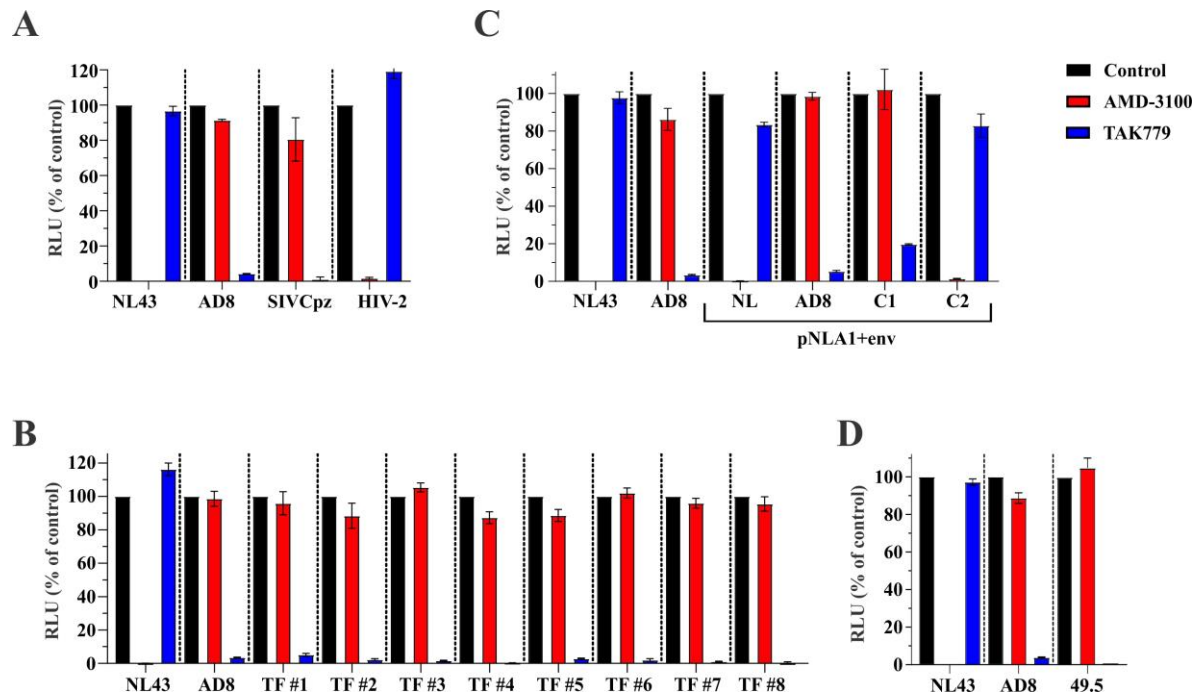 A
RLU (% of control)
120
100
80
60
40
20
0
NL43 AD8 SIVCpz HIV-2
C
RLU (% of control)
100
80
60
40
20
0
NL43 AD8 NL AD8 C1 C2
pNLA1+env
Control
AMD-3100
TAK779
B
RLU (% of control)
120
100
80
60
40
20
0
NL43 AD8 TF #1 TF #2 TF #3 TF #4 TF #5 TF #6 TF #7 TF #8
D
RLU (% of control)
100
80
60
40
20
0
NL43 AD8 49.5